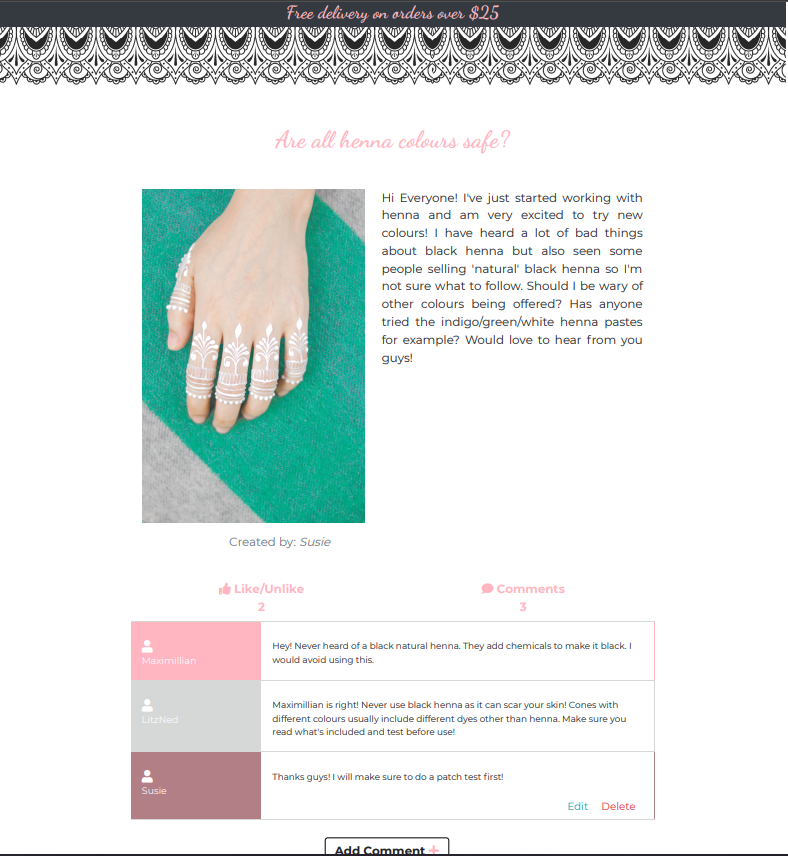 Free delivery on orders over $25
Are all henna colours safe?
Hi Everyone! I've just started working with
henna and am very excited to try new
colours! I have heard a lot of bad things
about black henna but also seen some
people selling 'natural' black henna so I'm
not sure what to follow. Should I be wary of
other colours being offered? Has anyone
tried the indigo/green/white henna pastes
for example? Would love to hear from you
guys!
Created by: Susie
Like/Unlike
2
Comments
3
Maximillian
Hey! Never heard of a black natural henna. They add chemicals to make it black. I
would avoid using this.
LitzNed
Maximillian is right! Never use black henna as it can scar your skin! Cones with
different colours usually include different dyes other than henna. Make sure you
read what's included and test before use!
Susie
Thanks guys! I will make sure to do a patch test first!
Edit Delete
Add Comment +